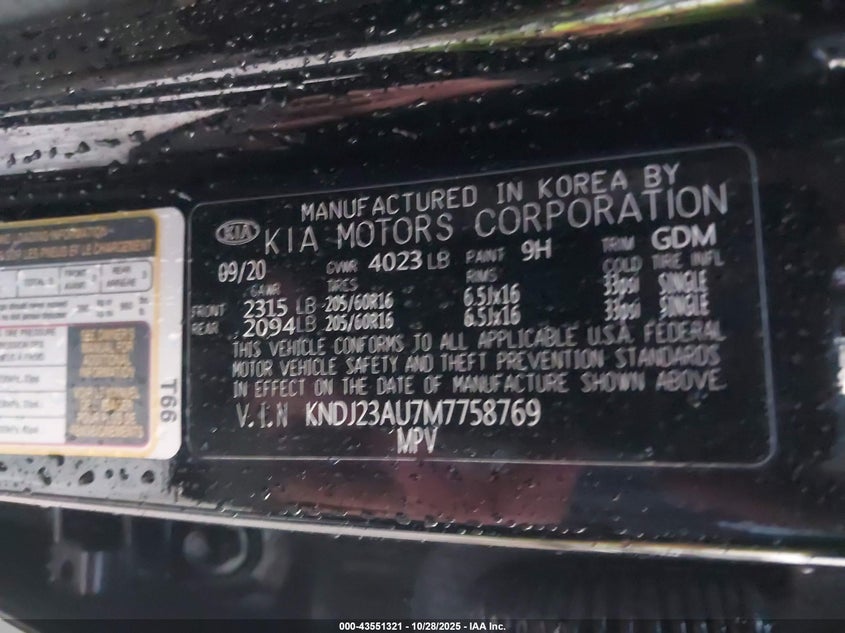 MANUFACTURED IN KOREA BY
KIA KIA MOTORS CORPORATION
09/20 GVWR 4023 LB PAINT 9H TRIM GDM
GAWR TIRES RIMS COLD TIRE INFL
FRONT 2315 LB 205/60R16 6.5Jx16 33psi SINGLE
REAR 2094 LB 205/60R16 6.5Jx16 33psi SINGLE
THIS VEHICLE CONFORMS TO ALL APPLICABLE U.S.A. FEDERAL
MOTOR VEHICLE SAFETY AND THEFT PREVENTION STANDARDS
IN EFFECT ON THE DATE OF MANUFACTURE SHOWN ABOVE.
V.I.N KNDJ23AU7M7758769
MPV
T66
000-43551321 | 10/28/2025 - IAA Inc.